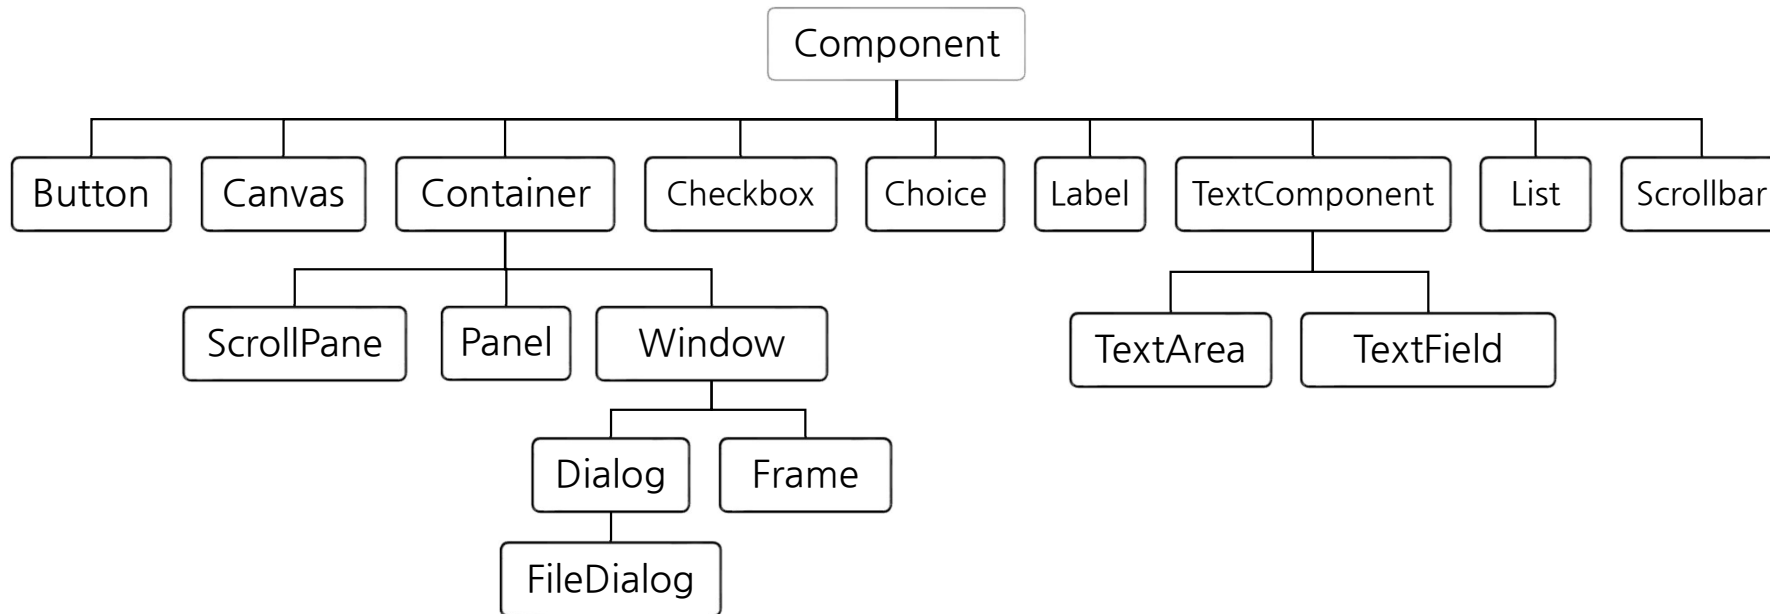 Component
Button Canvas Container Checkbox Choice Label TextComponent List Scrollbar
ScrollPane Panel Window TextArea TextField
Dialog Frame
FileDialog